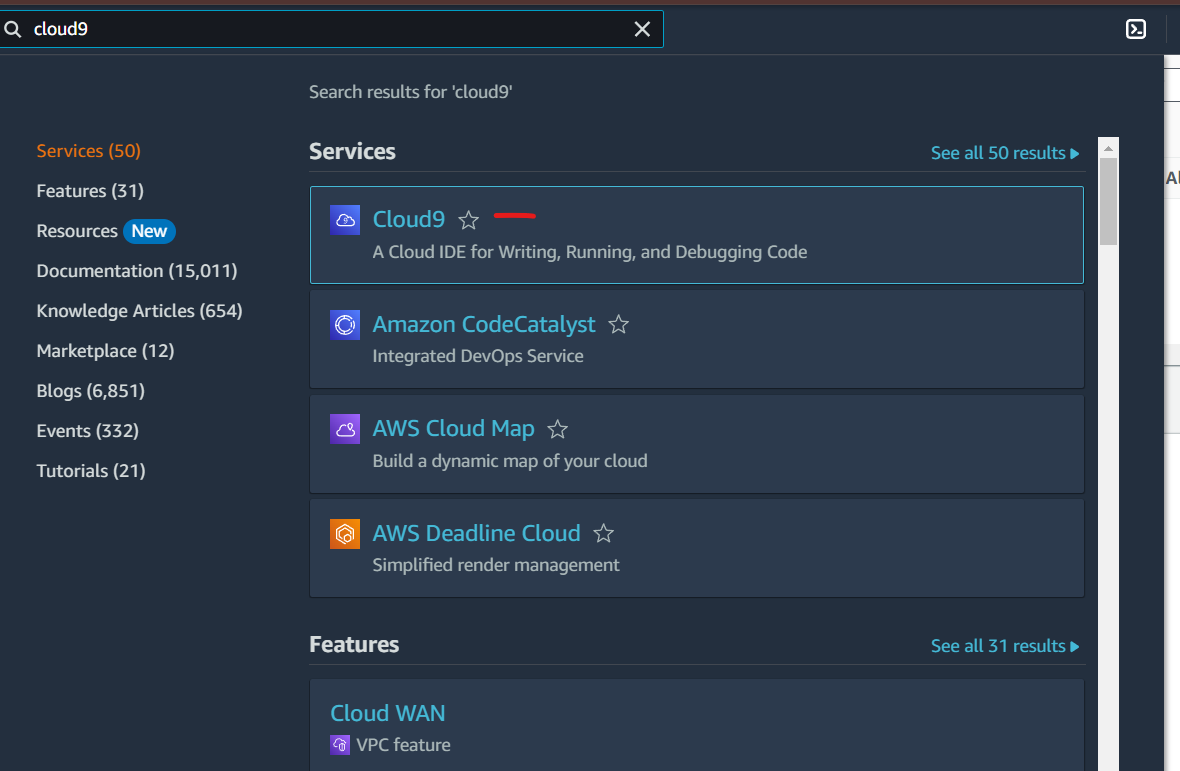 cloud9
Search results for 'cloud9'
Services (50)
Features (31)
Resources New
Documentation (15,011)
Knowledge Articles (654)
Marketplace (12)
Blogs (6,851)
Events (332)
Tutorials (21)
Services
See all 50 results
Cloud9
A Cloud IDE for Writing, Running, and Debugging Code
Amazon CodeCatalyst
Integrated DevOps Service
AWS Cloud Map
Build a dynamic map of your cloud
AWS Deadline Cloud
Simplified render management
Features
See all 31 results
Cloud WAN
VPC feature